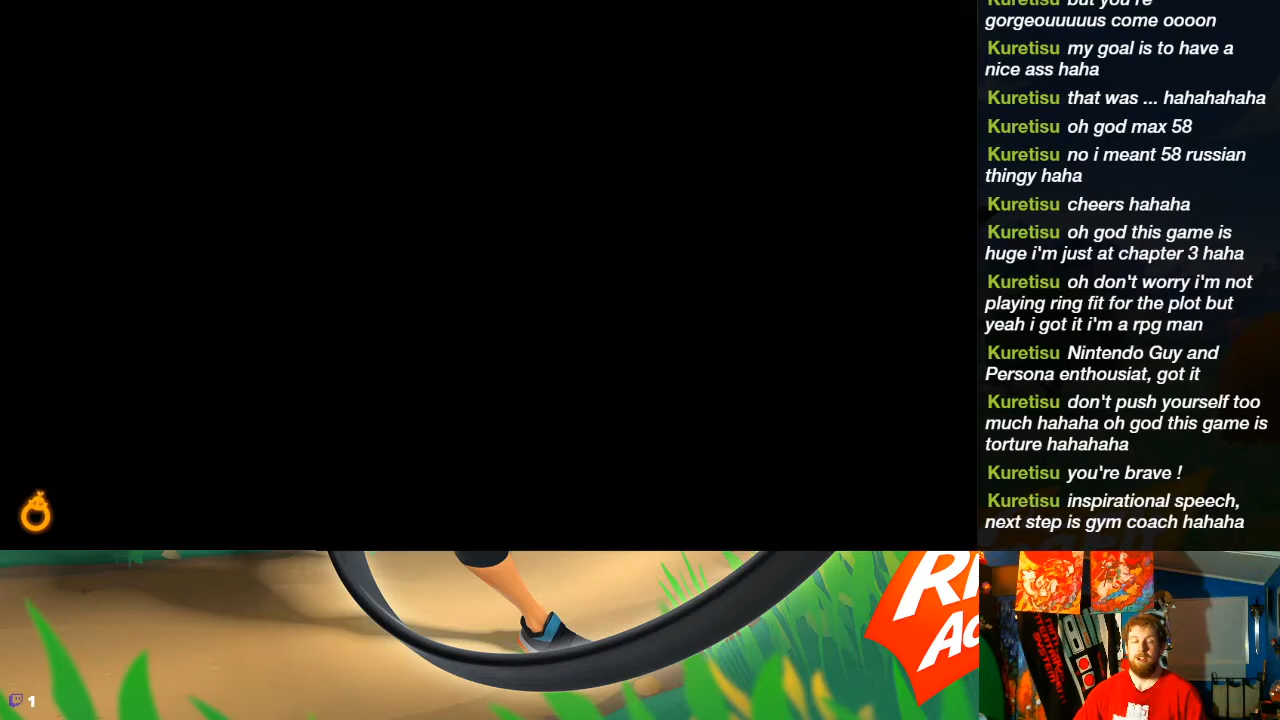 Kuretisu but you're
gorgeouuuuus come oooon
Kuretisu my goal is to have a
nice ass haha
Kuretisu that was ... hahahahaha
Kuretisu oh god max 58
Kuretisu no i meant 58 russian
thingy haha
Kuretisu cheers hahaha
Kuretisu oh god this game is
huge i'm just at chapter 3 haha
Kuretisu oh don't worry i'm not
playing ring fit for the plot but
yeah i got it i'm a rpg man
Kuretisu Nintendo Guy and
Persona enthousiat, got it
Kuretisu don't push yourself too
much hahaha oh god this game is
torture hahahaha
Kuretisu you're brave !
Kuretisu inspirational speech,
next step is gym coach hahaha
1